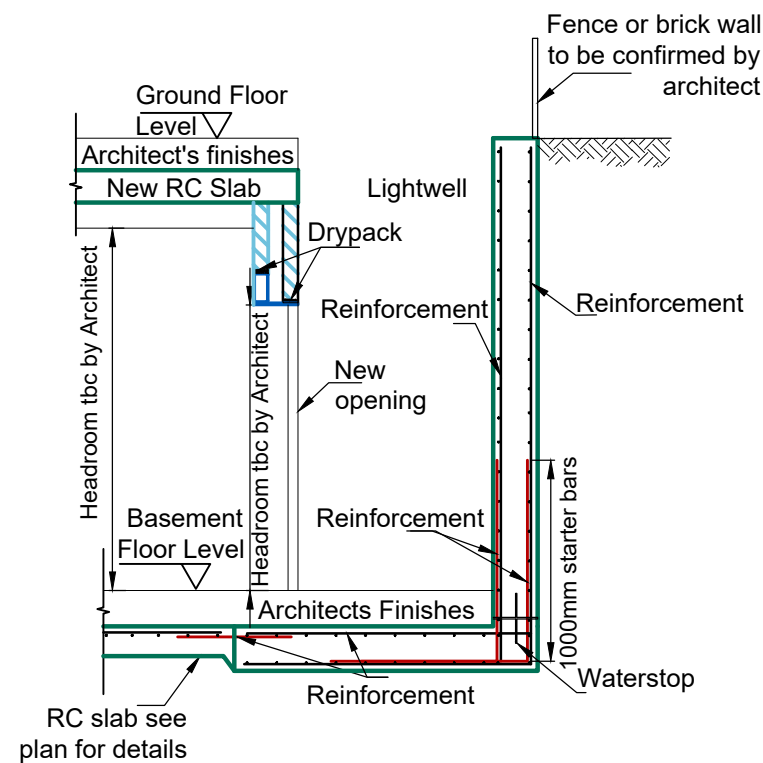 Fence or brick wall
to be confirmed by
architect
Ground Floor
Level
Architect's finishes
New RC Slab
Lightwell
Drypack
Reinforcement
Reinforcement
Headroom tbc by Architect
Headroom tbc by Architect
New
opening
Basement
Floor Level
Reinforcement
1000mm starter bars
Architects Finishes
Waterstop
Reinforcement
RC slab see
plan for details